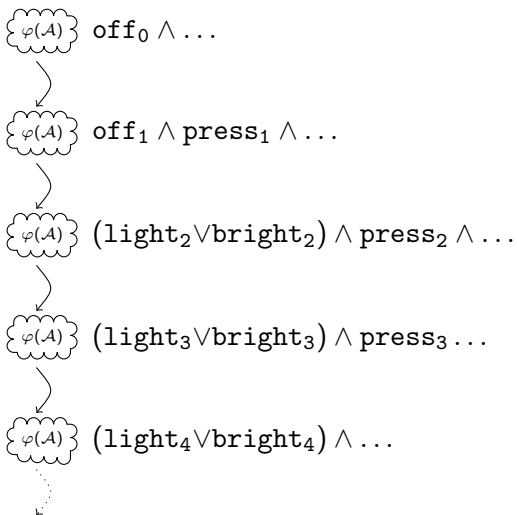 φ(𝒜) off₀ ∧ ...
φ(𝒜) off₁ ∧ press₁ ∧ ...
φ(𝒜) (light₂∨bright₂) ∧ press₂ ∧ ...
φ(𝒜) (light₃∨bright₃) ∧ press₃ ...
φ(𝒜) (light₄∨bright₄) ∧ ...